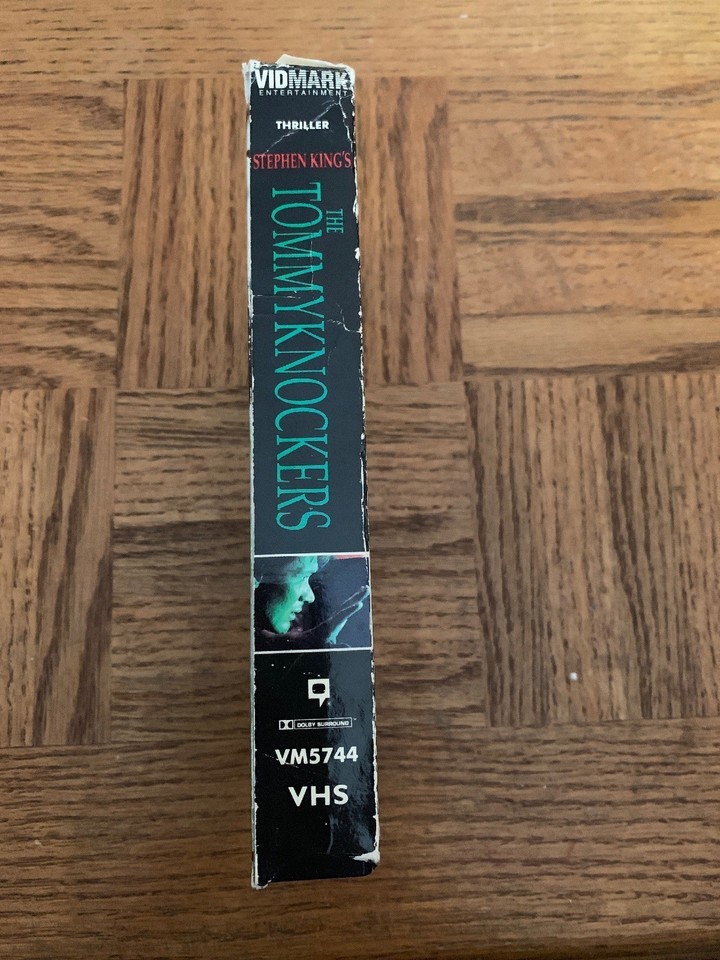 VIDMARK
ENTERTAINMENT
THRILLER
STEPHEN KING'S
THE
TOMMYKNOCKERS
DOLBY SURROUND
VM5744
VHS